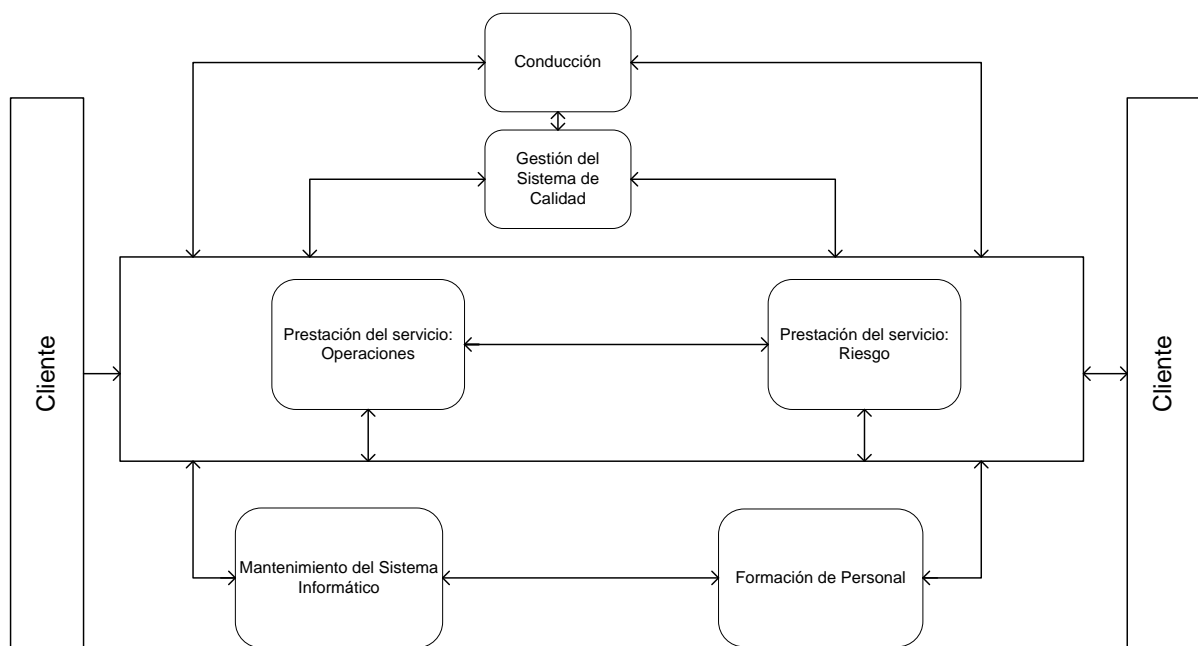 Conducción
Gestión del
Sistema de
Calidad
Cliente
Prestación del servicio:
Operaciones
Prestación del servicio:
Riesgo
Cliente
Mantenimiento del Sistema
Informático
Formación de Personal